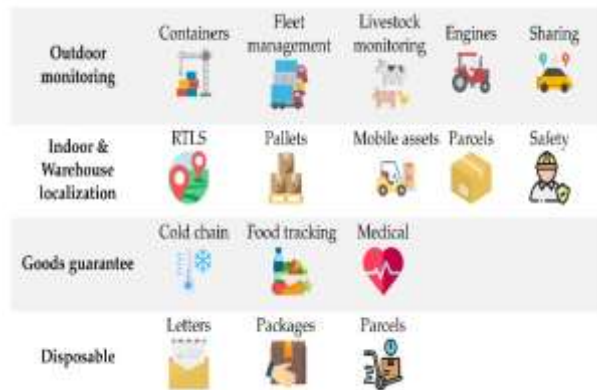 Outdoor monitoring
Containers
Fleet management
Livestock monitoring
Engines
Sharing
Indoor & Warehouse localization
RTLS
Pallets
Mobile assets
Parcels
Safety
Goods guarantee
Cold chain
Food tracking
Medical
Disposable
Letters
Packages
Parcels